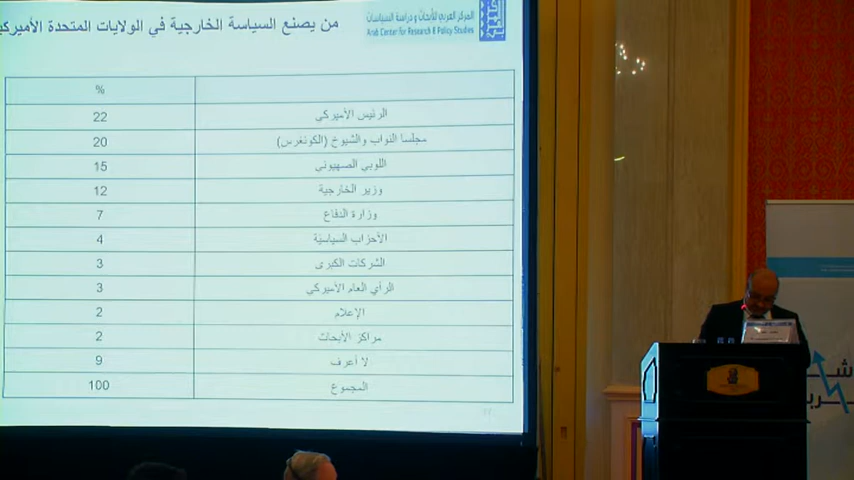 من يصنع السياسة الخارجية في الولايات المتحدة
المركز العربي للأبحاث ودراسة السياسات
Arab Center for Research & Policy Studies
%
الرئيس الأميركي 22
مجلسا النواب والشيوخ (الكونغرس) 20
اللوبي الصهيوني 15
وزير الخارجية 12
وزارة الدفاع 7
الأحزاب السياسيّة 4
الشركات الكبرى 3
الرأي العام الأميركي 3
الإعلام 2
مراكز الأبحاث 2
لا أعرف 9
المجموع 100